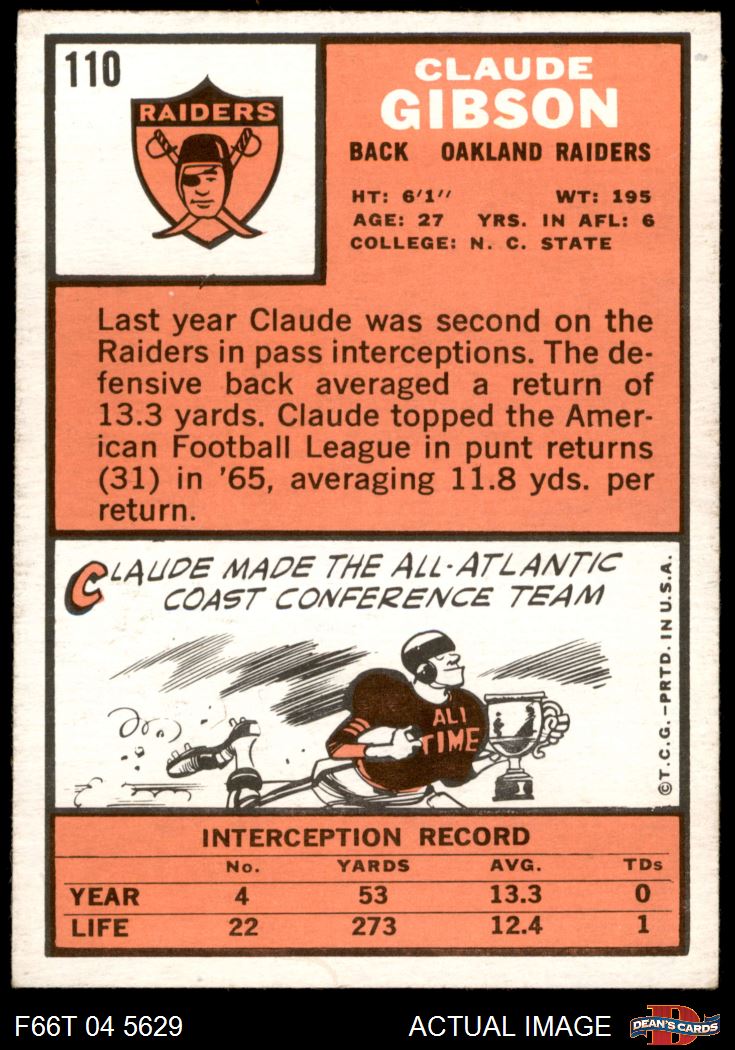 110
RAIDERS
CLAUDE
GIBSON
BACK OAKLAND RAIDERS
HT: 6'1" WT: 195
AGE: 27 YRS. IN AFL: 6
COLLEGE: N. C. STATE
Last year Claude was second on the
Raiders in pass interceptions. The de-
fensive back averaged a return of
13.3 yards. Claude topped the Amer-
ican Football League in punt returns
(31) in '65, averaging 11.8 yds. per
return.
CLAUDE MADE THE ALL-ATLANTIC
COAST CONFERENCE TEAM
ALL
TIME
©T.C.G.—PRTD. IN U.S.A.
INTERCEPTION RECORD
No. YARDS AVG. TDs
YEAR 4 53 13.3 0
LIFE 22 273 12.4 1
F66T 04 5629 ACTUAL IMAGE
D
DEAN'S CARDS